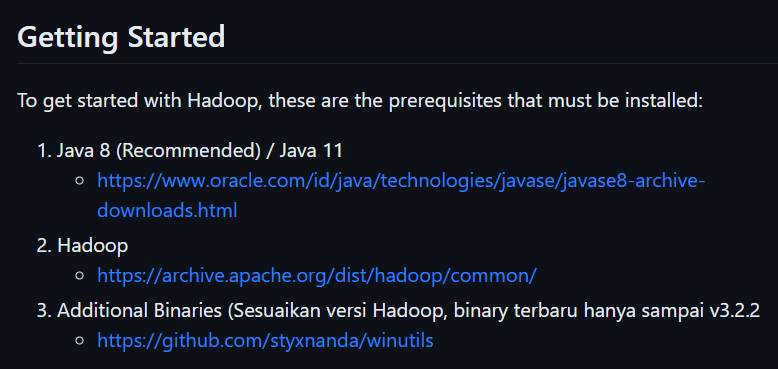 Getting Started
To get started with Hadoop, these are the prerequisites that must be installed:
1. Java 8 (Recommended) / Java 11
https://www.oracle.com/id/java/technologies/javase/javase8-archive-
downloads.html
2. Hadoop
https://archive.apache.org/dist/hadoop/common/
3. Additional Binaries (Sesuaikan versi Hadoop, binary terbaru hanya sampai v3.2.2
https://github.com/styxnanda/winutils